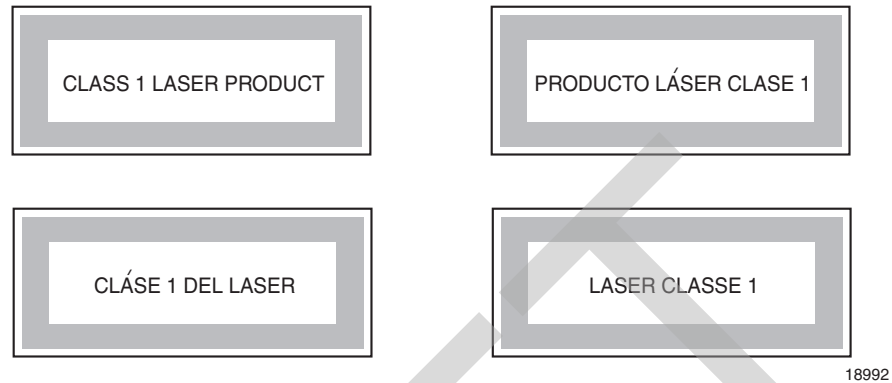 CLASS 1 LASER PRODUCT
PRODUCTO LÁSER CLASE 1
CLÁSE 1 DEL LASER
LASER CLASSE 1
18992